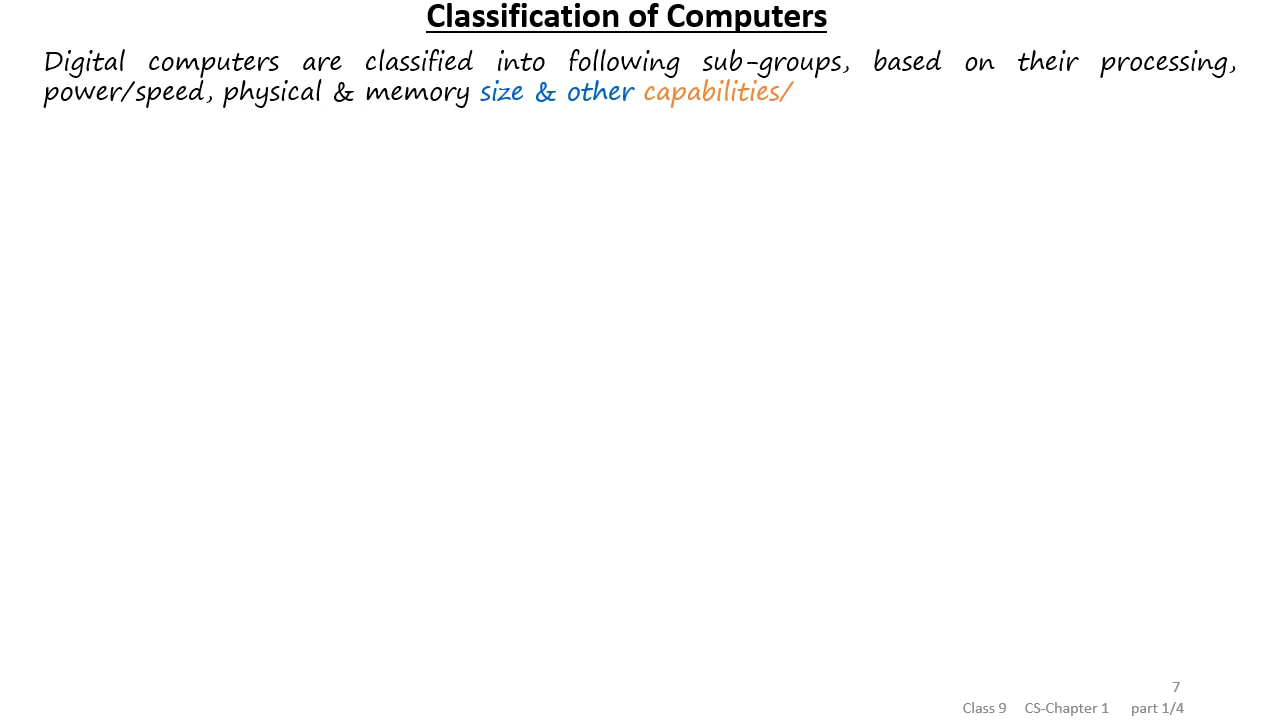 Classification of Computers
Digital computers are classified into following sub-groups, based on their processing,
power/speed, physical & memory size & other capabilities/
7
Class 9 CS-Chapter 1 part 1/4